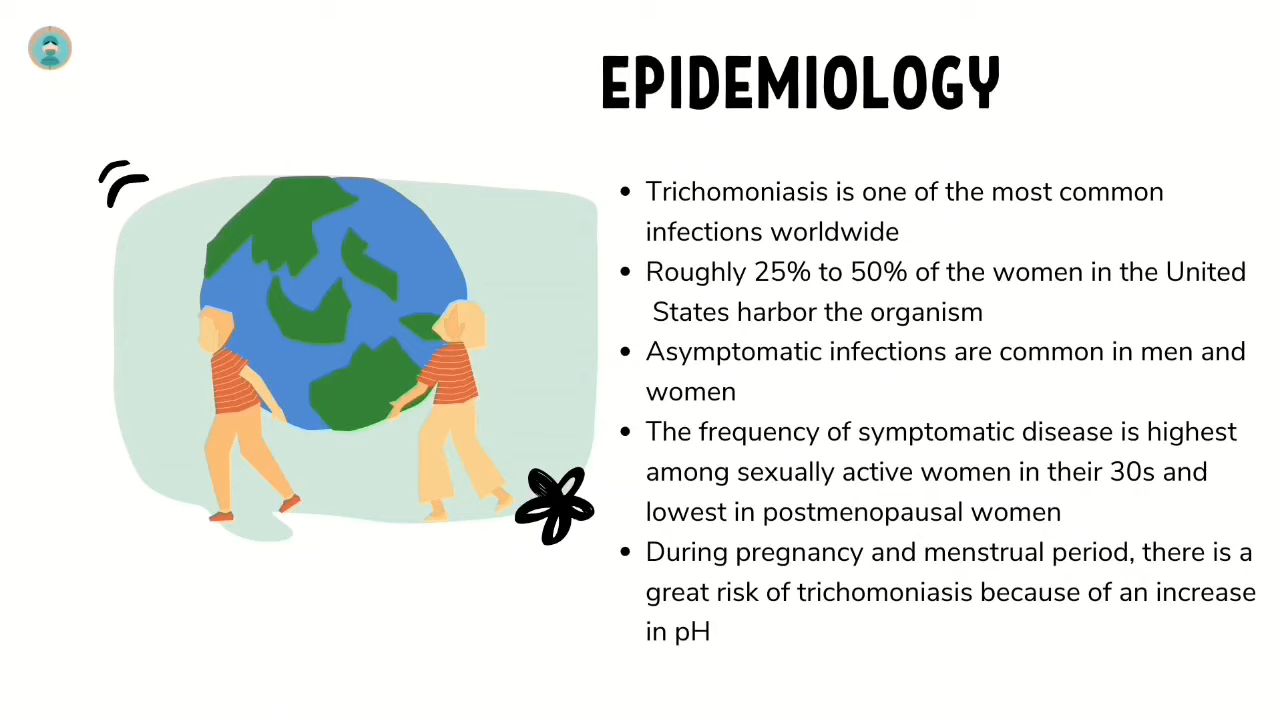 EPIDEMIOLOGY
• Trichomoniasis is one of the most common
infections worldwide
• Roughly 25% to 50% of the women in the United
States harbor the organism
• Asymptomatic infections are common in men and
women
• The frequency of symptomatic disease is highest
among sexually active women in their 30s and
lowest in postmenopausal women
• During pregnancy and menstrual period, there is a
great risk of trichomoniasis because of an increase
in pH